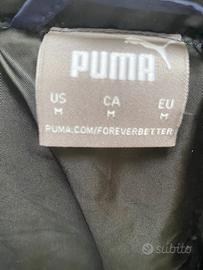 PUMA
US CA EU
M M M
PUMA.COM/FOREVERBETTER
subito